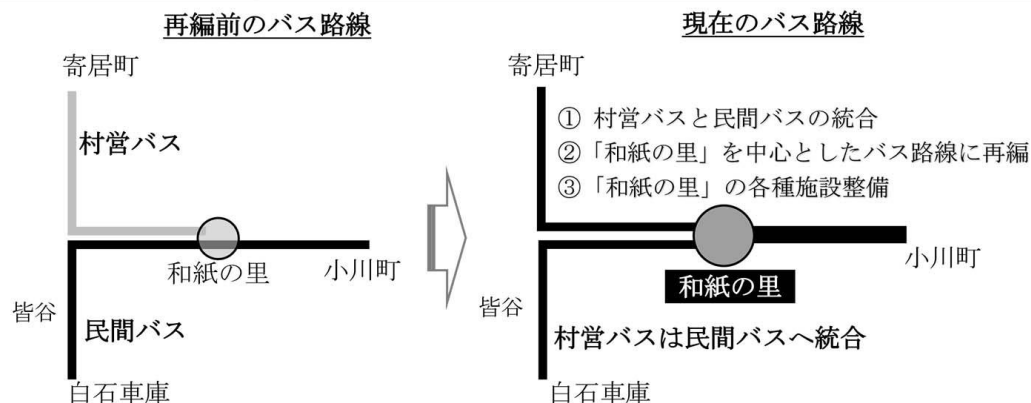 再編前のバス路線
寄居町
村営バス
和紙の里
小川町
皆谷
民間バス
白石車庫
現在のバス路線
寄居町
① 村営バスと民間バスの統合
② 「和紙の里」を中心としたバス路線に再編
③ 「和紙の里」の各種施設整備
小川町
和紙の里
皆谷
村営バスは民間バスへ統合
白石車庫